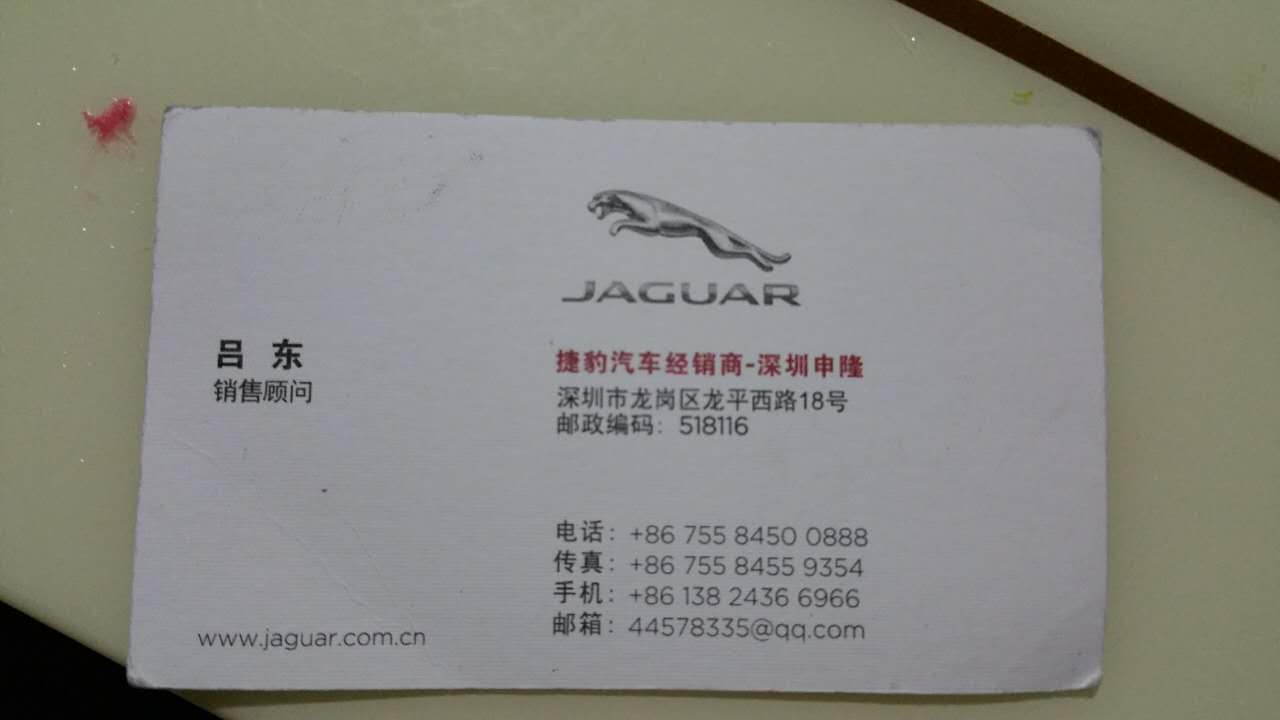 JAGUAR
吕 东
销售顾问
捷豹汽车经销商-深圳申隆
深圳市龙岗区龙平西路18号
邮政编码：518116
电话：+86 755 8450 0888
传真：+86 755 8455 9354
手机：+86 138 2436 6966
邮箱：44578335@qq.com
www.jaguar.com.cn